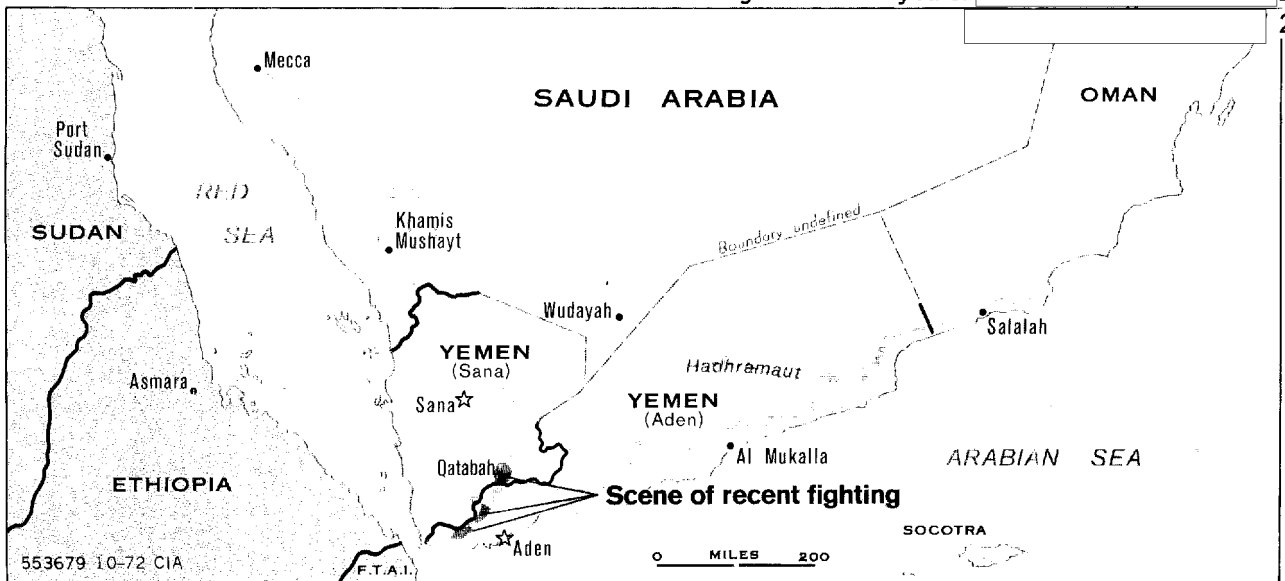 Mecca
SAUDI ARABIA
OMAN
Port
Sudan
RED
SEA
SUDAN
Khamis
Mushayt
Boundary undefined
Wudayah
Salalah
YEMEN
(Sana)
Hadhramaut
Asmara
Sana
YEMEN
(Aden)
Al Mukalla
ARABIAN SEA
Qatabah
ETHIOPIA
Scene of recent fighting
SOCOTRA
Aden
0 MILES 200
553679 10-72 CIA
F.T.A.I.